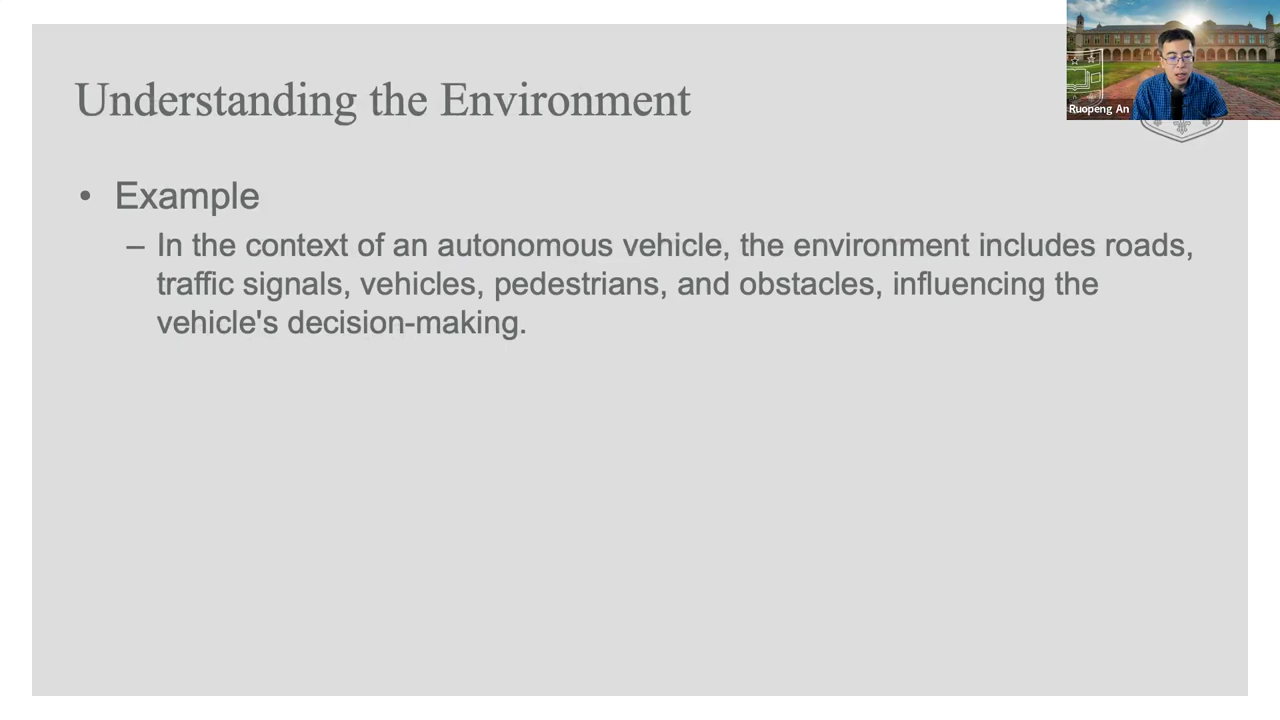 Understanding the Environment
Ruopeng An
• Example
– In the context of an autonomous vehicle, the environment includes roads,
traffic signals, vehicles, pedestrians, and obstacles, influencing the
vehicle's decision-making.